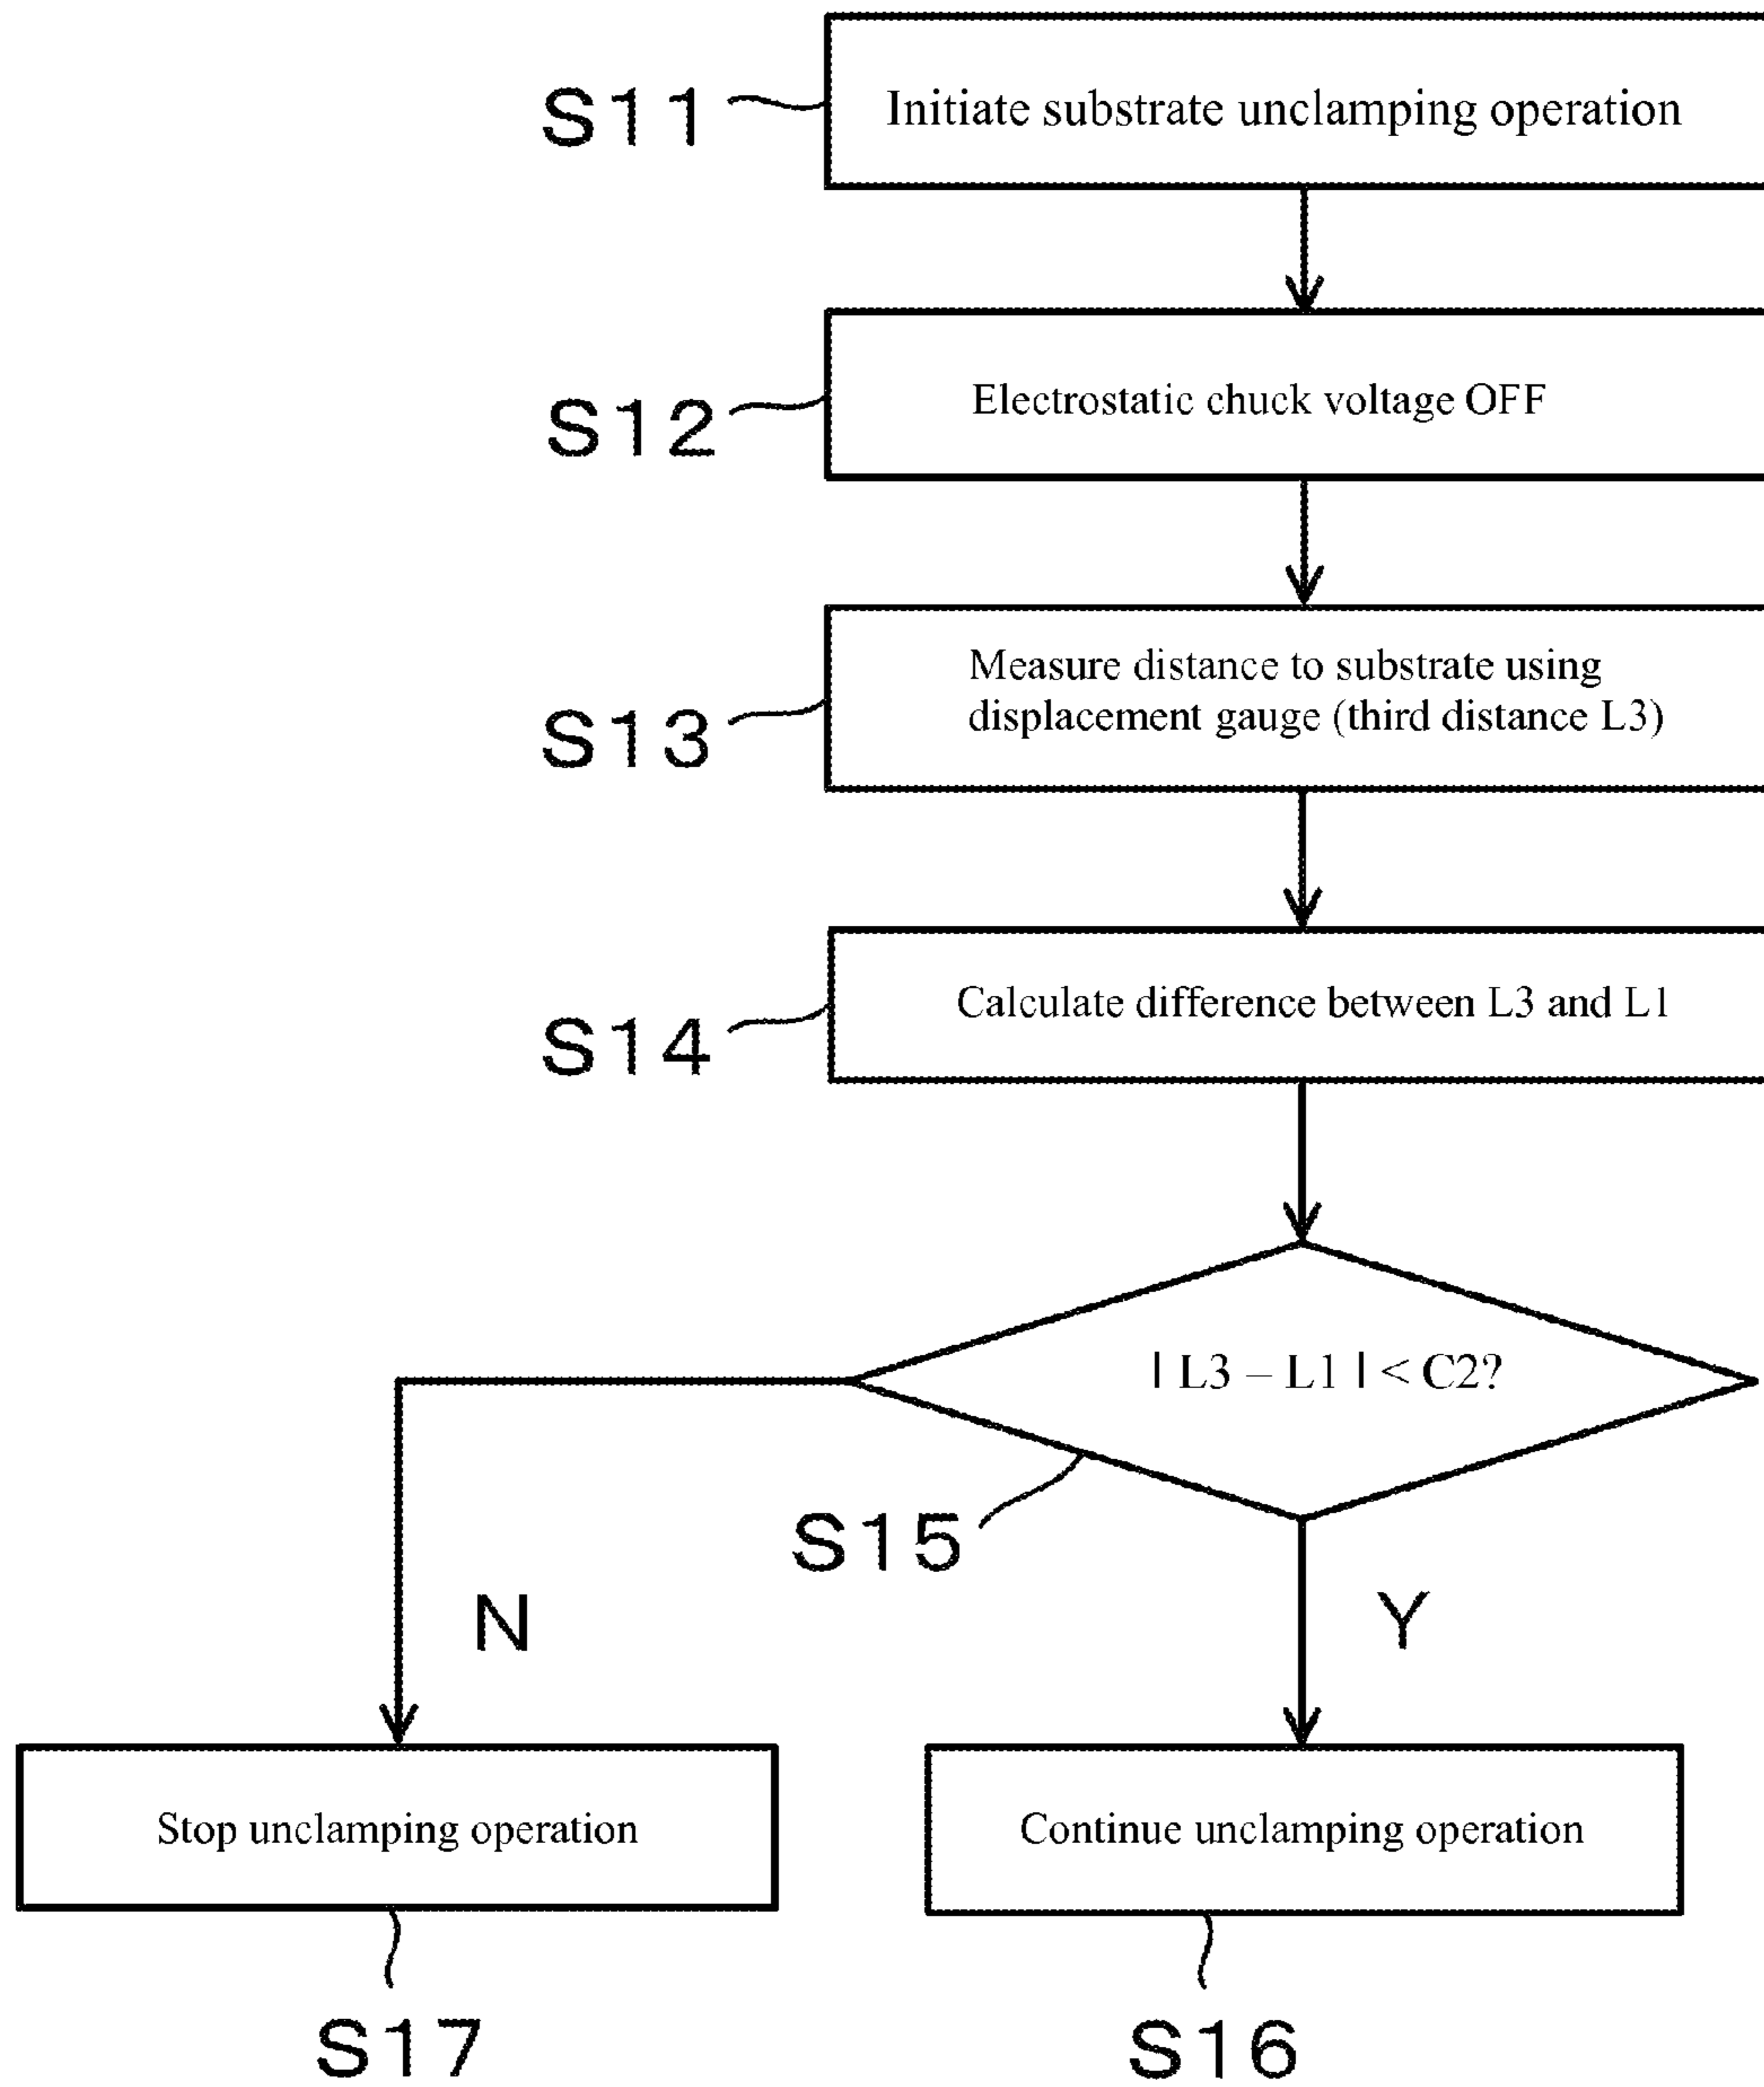 S11
Initiate substrate unclamping operation
S12
Electrostatic chuck voltage OFF
S13
Measure distance to substrate using
displacement gauge (third distance L3)
S14
Calculate difference between L3 and L1
| L3 – L1 | < C2?
S15
N
Y
Stop unclamping operation
Continue unclamping operation
S17
S16